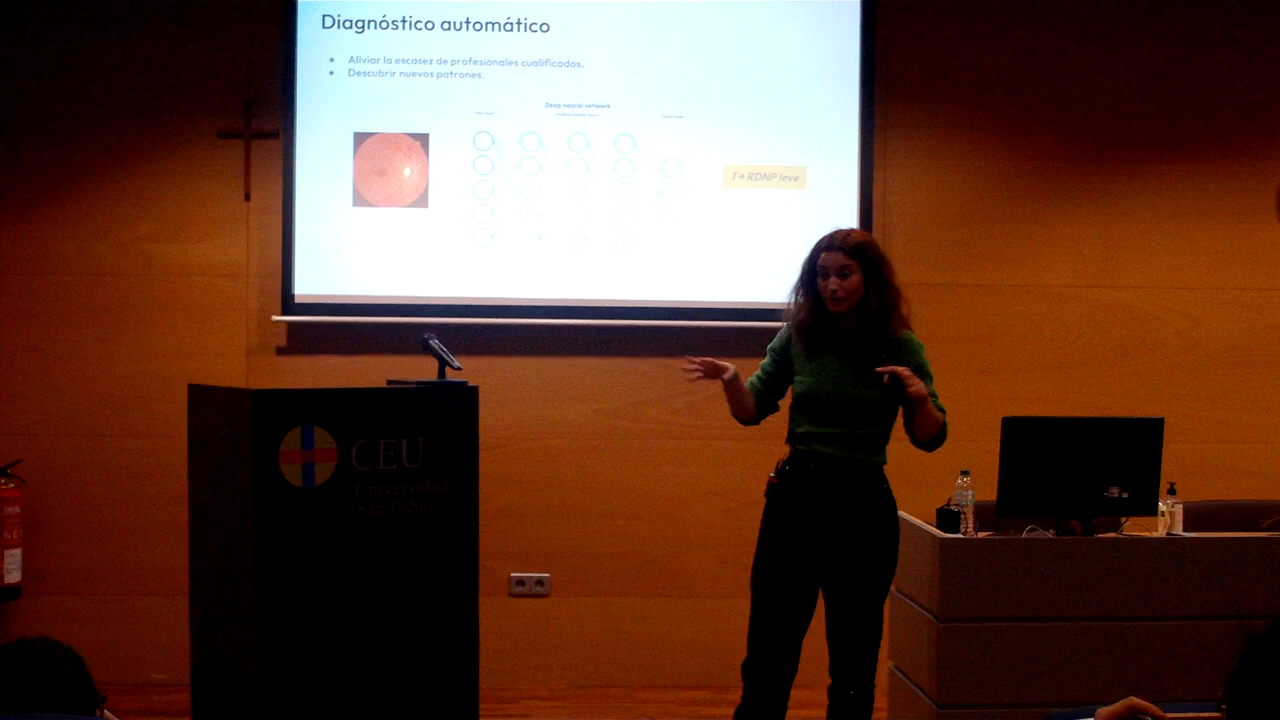 Diagnóstico automático
● Aliviar la escasez de profesionales cualificados.
● Descubrir nuevos patrones.
Deep neural network
1 → RDNP leve
CEU
Universidad
San Pablo